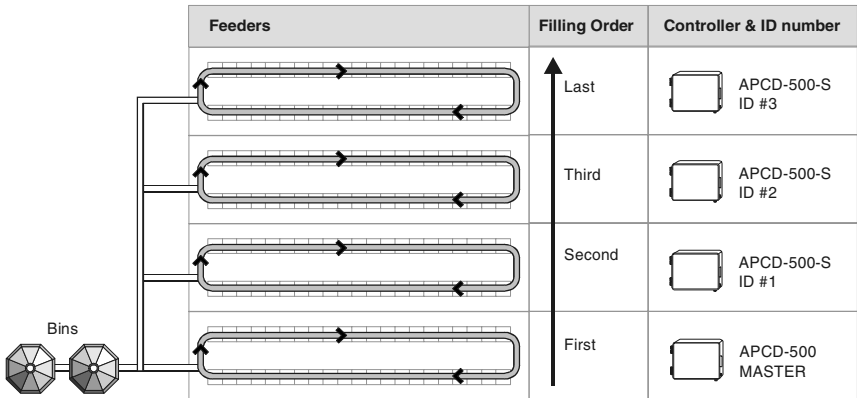 Feeders
Filling Order
Controller & ID number
Last
APCD-500-S
ID #3
Third
APCD-500-S
ID #2
Second
APCD-500-S
ID #1
Bins
First
APCD-500
MASTER